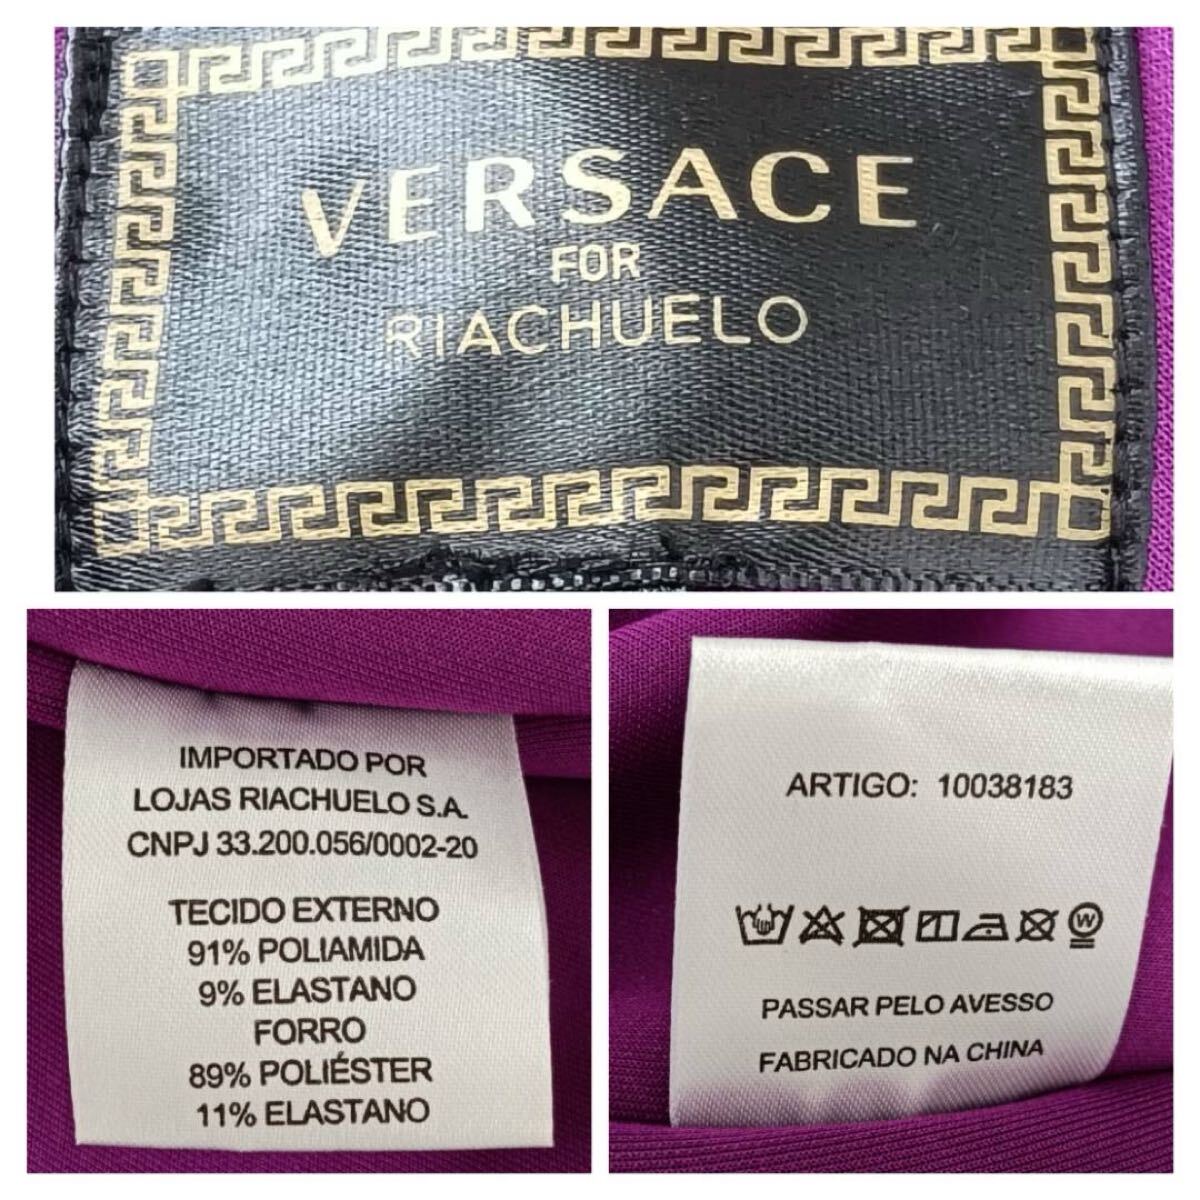 VERSACE
FOR
RIACHUELO
IMPORTADO POR
LOJAS RIACHUELO S.A.
CNPJ 33.200.056/0002-20
TECIDO EXTERNO
91% POLIAMIDA
9% ELASTANO
FORRO
89% POLIÉSTER
11% ELASTANO
ARTIGO: 10038183
W
PASSAR PELO AVESSO
FABRICADO NA CHINA